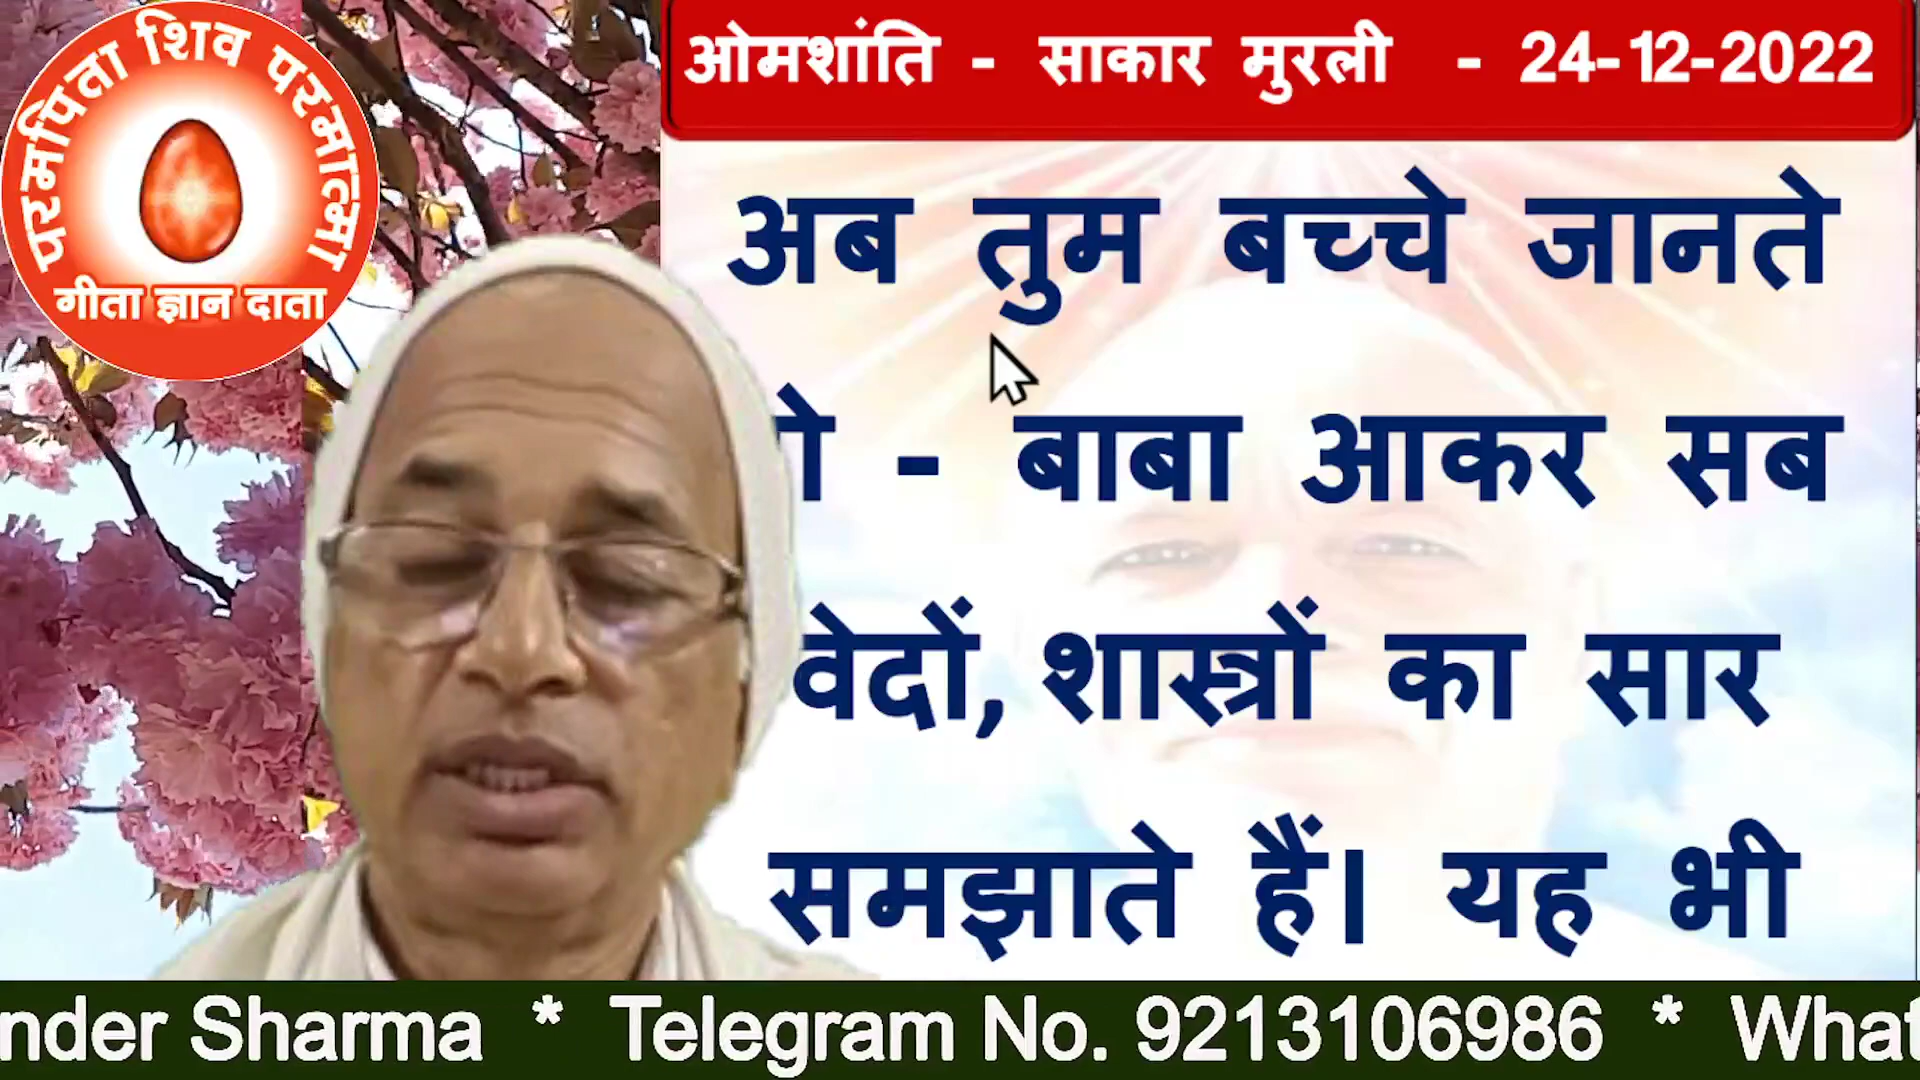 परमपिता शिव परमात्मा
गीता ज्ञान दाता
ओमशांति - साकार मुरली - 24-12-2022
अब तुम बच्चे जानते
- बाबा आकर सब
वेदों, शास्त्रों का सार
समझाते हैं। यह भी
nder Sharma * Telegram No. 9213106986 * What